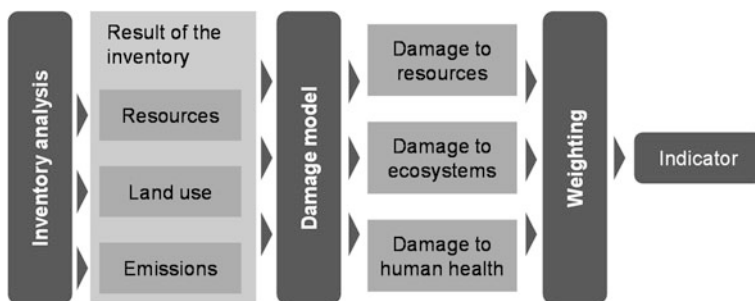 Inventory analysis
Result of the
inventory
Resources
Land use
Emissions
Damage model
Damage to
resources
Damage to
ecosystems
Damage to
human health
Weighting
Indicator